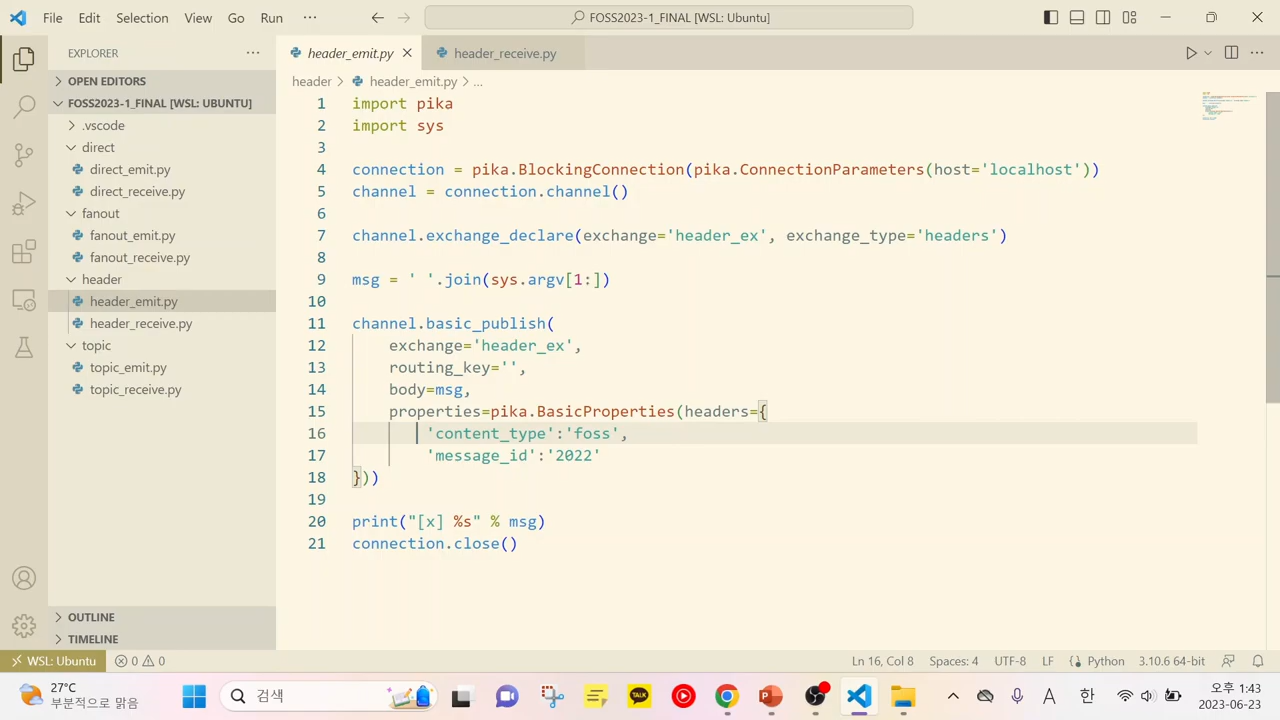 File Edit Selection View Go Run ··· FOSS2023-1_FINAL [WSL: Ubuntu]
EXPLORER ···
OPEN EDITORS
FOSS2023-1_FINAL [WSL: UBUNTU]
.vscode
direct
direct_emit.py
direct_receive.py
fanout
fanout_emit.py
fanout_receive.py
header
header_emit.py
header_receive.py
topic
topic_emit.py
topic_receive.py
OUTLINE
TIMELINE
header_emit.py header_receive.py
header > header_emit.py > ...
1 import pika
2 import sys
3
4 connection = pika.BlockingConnection(pika.ConnectionParameters(host='localhost'))
5 channel = connection.channel()
6
7 channel.exchange_declare(exchange='header_ex', exchange_type='headers')
8
9 msg = ' '.join(sys.argv[1:])
10
11 channel.basic_publish(
12 exchange='header_ex',
13 routing_key='',
14 body=msg,
15 properties=pika.BasicProperties(headers={
16 'content_type':'foss',
17 'message_id':'2022'
18 }))
19
20 print("[x] %s" % msg)
21 connection.close()
WSL: Ubuntu 0 0 Ln 16, Col 8 Spaces: 4 UTF-8 LF Python 3.10.6 64-bit
27°C
부분적으로 맑음
검색
TALK
A 한
오후 1:43
2023-06-23